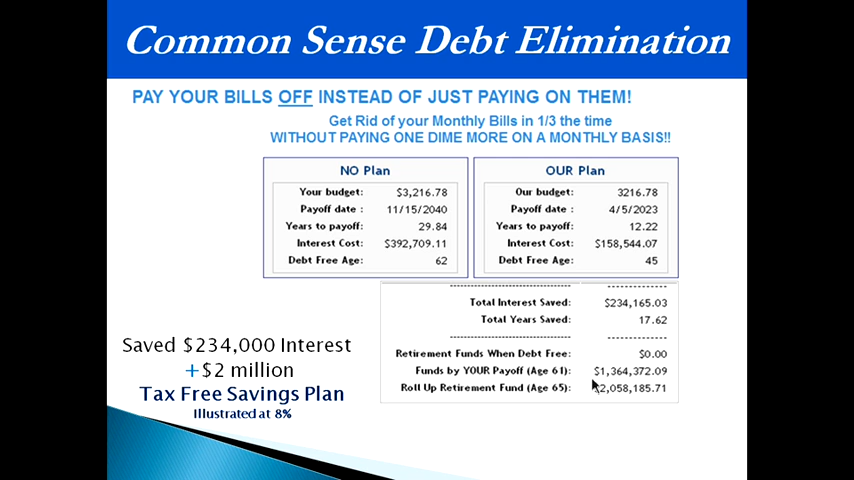 Common Sense Debt Elimination
PAY YOUR BILLS OFF INSTEAD OF JUST PAYING ON THEM!
Get Rid of your Monthly Bills in 1/3 the time
WITHOUT PAYING ONE DIME MORE ON A MONTHLY BASIS!!
NO Plan
Your budget: $3,216.78
Payoff date : 11/15/2040
Years to payoff: 29.84
Interest Cost: $392,709.11
Debt Free Age: 62
OUR Plan
Our budget: 3216.78
Payoff date : 4/5/2023
Years to payoff: 12.22
Interest Cost: $158,544.07
Debt Free Age: 45
Total Interest Saved: $234,165.03
Total Years Saved: 17.62
Retirement Funds When Debt Free: $0.00
Funds by YOUR Payoff (Age 61): $1,364,372.09
Roll Up Retirement Fund (Age 65): $2,058,185.71
Saved $234,000 Interest
+$2 million
Tax Free Savings Plan
Illustrated at 8%